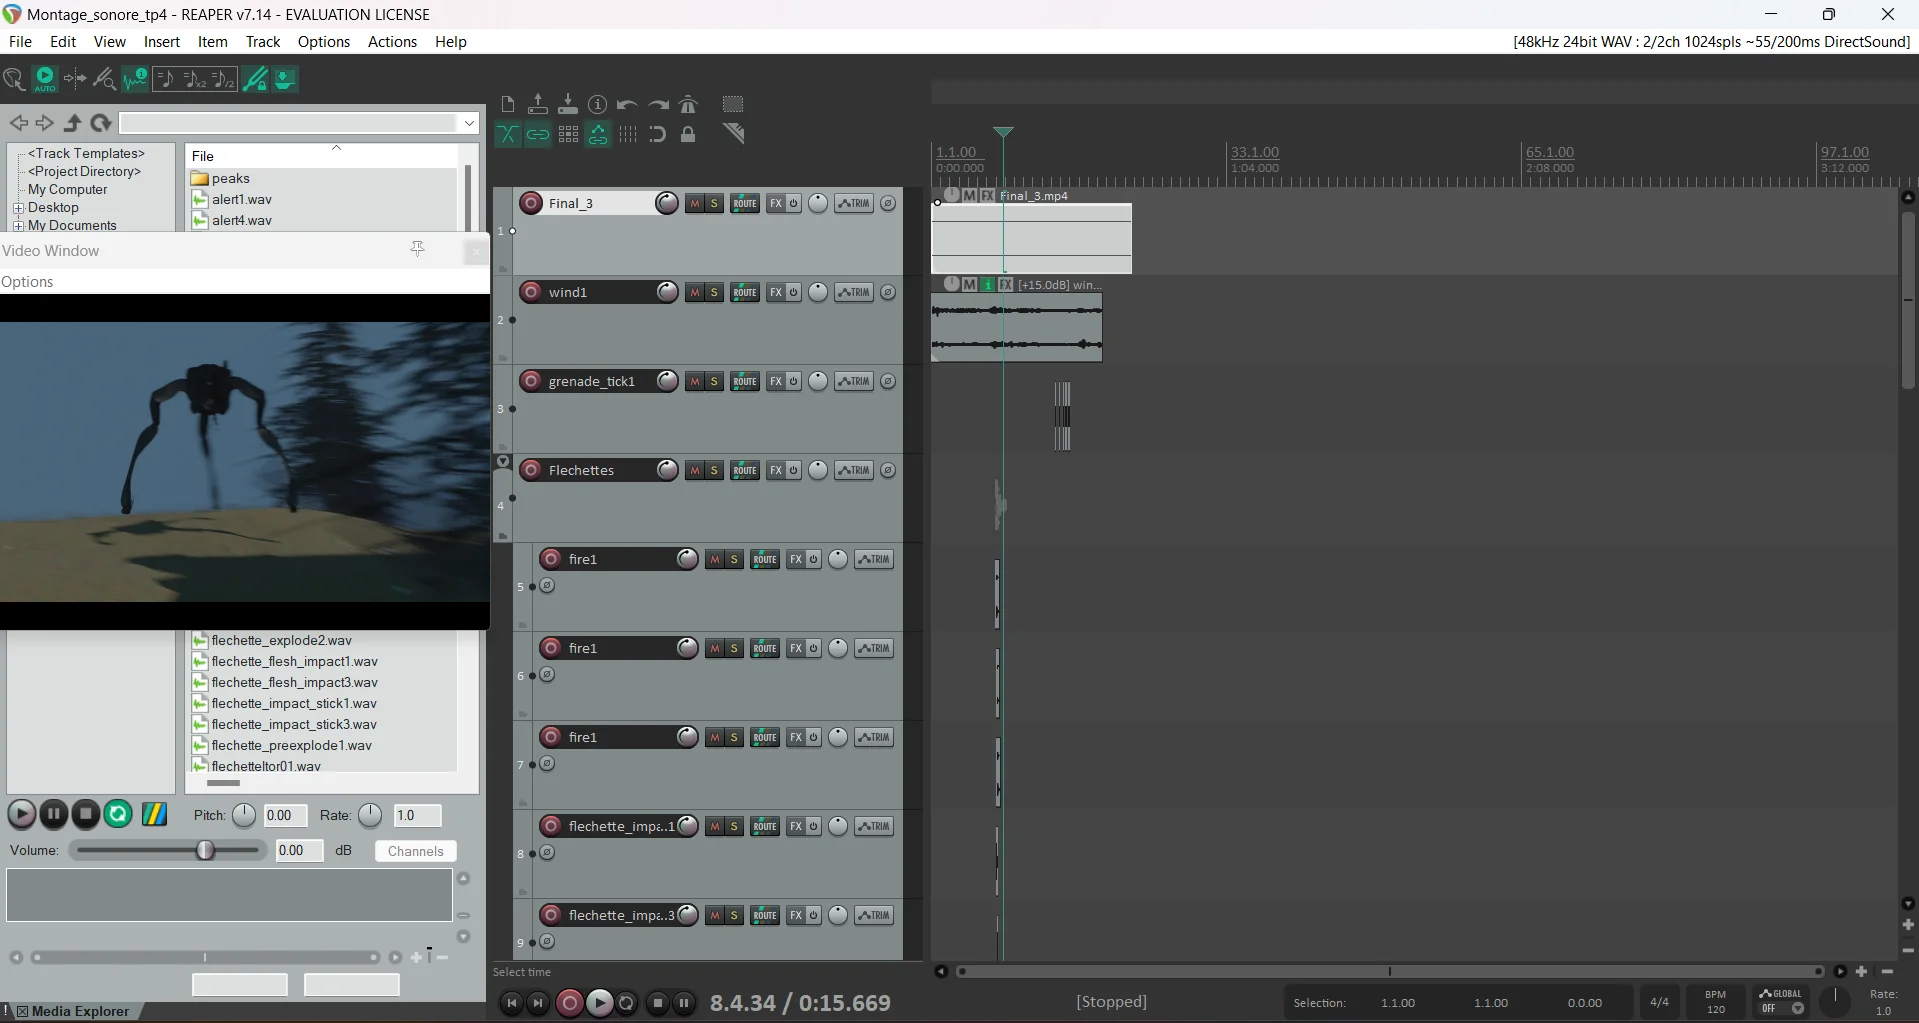 Montage_sonore_tp4 - REAPER v7.14 - EVALUATION LICENSE
File Edit View Insert Item Track Options Actions Help
[48kHz 24bit WAV : 2/2ch 1024spls ~55/200ms DirectSound]
AUTO
x2 /2
<Track Templates>
<Project Directory>
My Computer
Desktop
My Documents
File
peaks
alert1.wav
alert4.wav
Video Window
Options
flechette_explode2.wav
flechette_flesh_impact1.wav
flechette_flesh_impact3.wav
flechette_impact_stick1.wav
flechette_impact_stick3.wav
flechette_preexplode1.wav
flechetteltor01.wav
Pitch: 0.00 Rate: 1.0
Volume: 0.00 dB Channels
! Media Explorer
1.1.00 33.1.00 65.1.00 97.1.00
0:00.000 1:04.000 2:08.000 3:12.000
1 Final_3 M S ROUTE FX TRIM
M FX Final_3.mp4
2 wind1 M S ROUTE FX TRIM
M i FX [+15.0dB] win...
3 grenade_tick1 M S ROUTE FX TRIM
4 Flechettes M S ROUTE FX TRIM
5 fire1 M S ROUTE FX TRIM
6 fire1 M S ROUTE FX TRIM
7 fire1 M S ROUTE FX TRIM
8 flechette_impa..1 M S ROUTE FX TRIM
9 flechette_impa..3 M S ROUTE FX TRIM
Select time
8.4.34 / 0:15.669
[Stopped]
Selection: 1.1.00 1.1.00 0.0.00
4/4
BPM
120
GLOBAL
OFF
Rate:
1.0